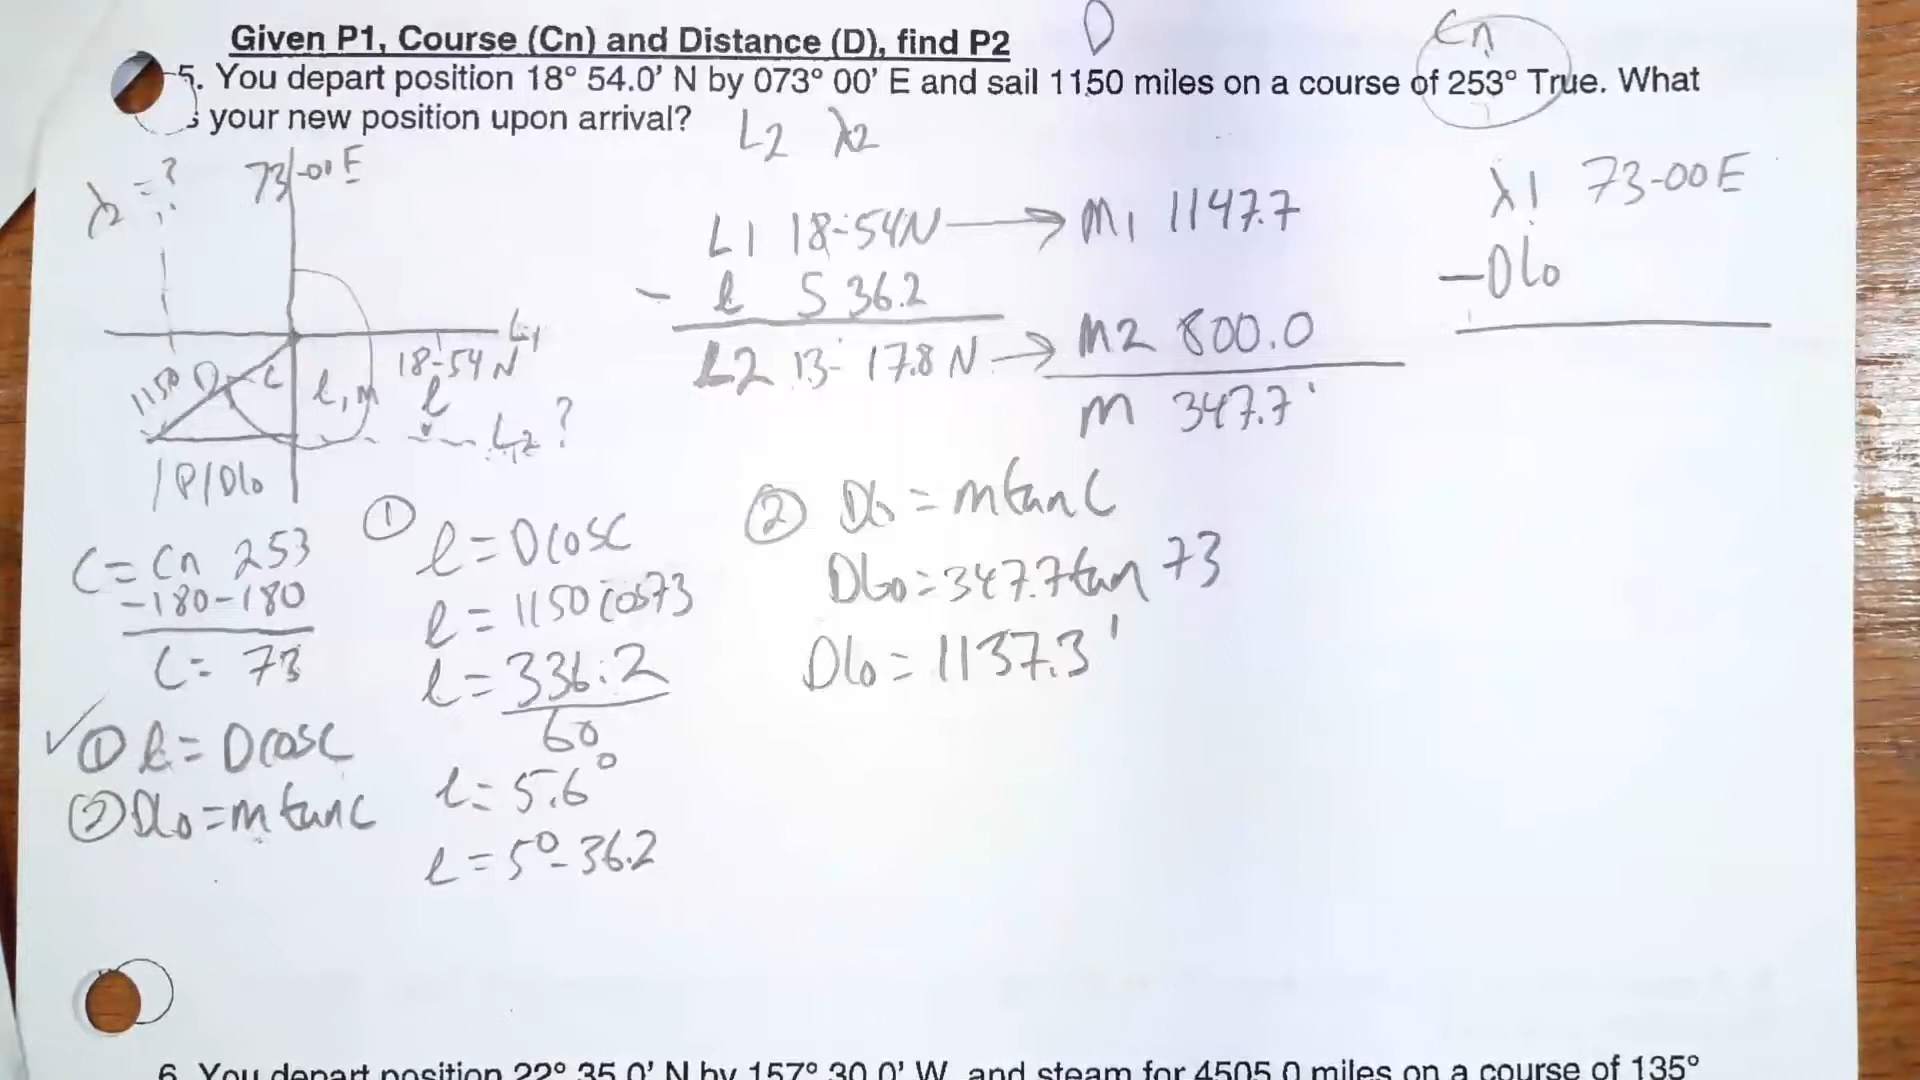 Given P1, Course (Cn) and Distance (D), find P2
D
Cn
5. You depart position 18° 54.0' N by 073° 00' E and sail 1150 miles on a course of 253° True. What
s your new position upon arrival?
L2 λ2
λ2 = ?
73-00 E
L1
18-54 N
1150 D
C
l, m
l
L2 ?
P/Dlo
C = Cn 253
-180-180
C = 73
① l = D cos C
② Dlo = m tan C
① l = D cos C
l = 1150 cos 73
l = 336.2
60
l = 5.6°
l = 5°-36.2
L1 18-54N → M1 1147.7
- l 5 36.2
L2 13-17.8 N → M2 800.0
m 347.7'
② Dlo = m tan C
Dlo = 347.7 tan 73
Dlo = 1137.3'
λ1 73-00 E
-Dlo
6. You depart position 22° 35.0' N by 157° 30.0' W, and steam for 4505.0 miles on a course of 135°